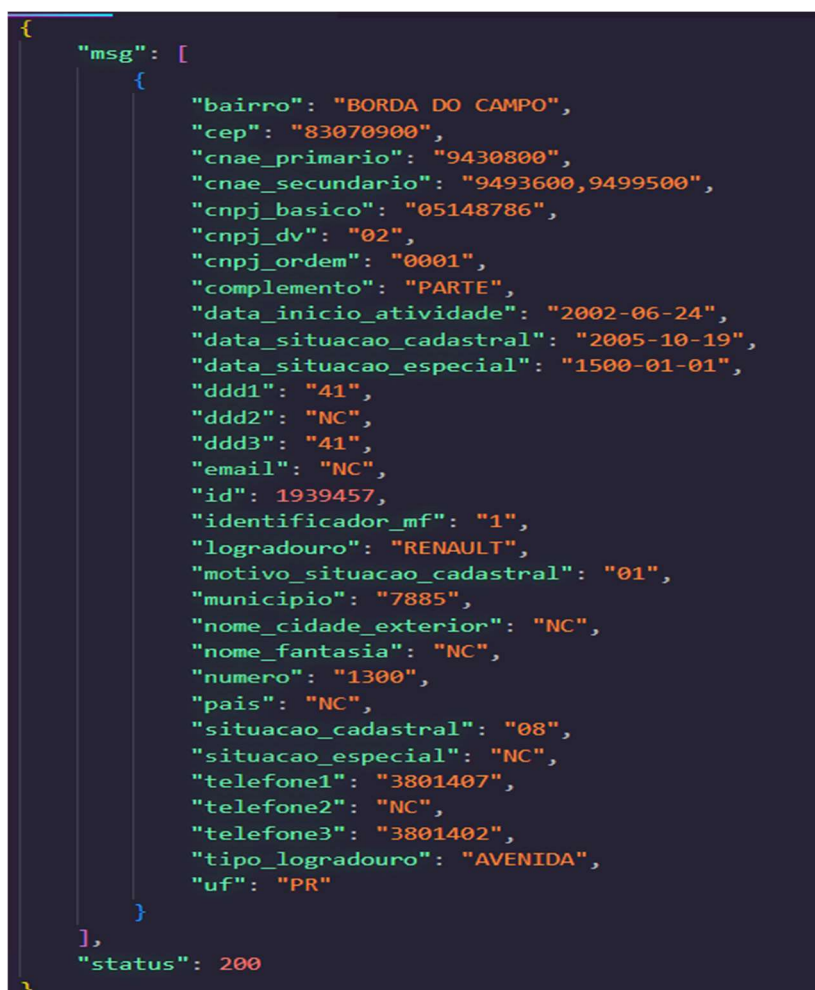 {
"msg": [
{
"bairro": "BORDA DO CAMPO",
"cep": "83070900",
"cnae_primario": "9430800",
"cnae_secundario": "9493600,9499500",
"cnpj_basico": "05148786",
"cnpj_dv": "02",
"cnpj_ordem": "0001",
"complemento": "PARTE",
"data_inicio_atividade": "2002-06-24",
"data_situacao_cadastral": "2005-10-19",
"data_situacao_especial": "1500-01-01",
"ddd1": "41",
"ddd2": "NC",
"ddd3": "41",
"email": "NC",
"id": 1939457,
"identificador_mf": "1",
"logradouro": "RENAULT",
"motivo_situacao_cadastral": "01",
"municipio": "7885",
"nome_cidade_exterior": "NC",
"nome_fantasia": "NC",
"numero": "1300",
"pais": "NC",
"situacao_cadastral": "08",
"situacao_especial": "NC",
"telefone1": "3801407",
"telefone2": "NC",
"telefone3": "3801402",
"tipo_logradouro": "AVENIDA",
"uf": "PR"
}
],
"status": 200
}